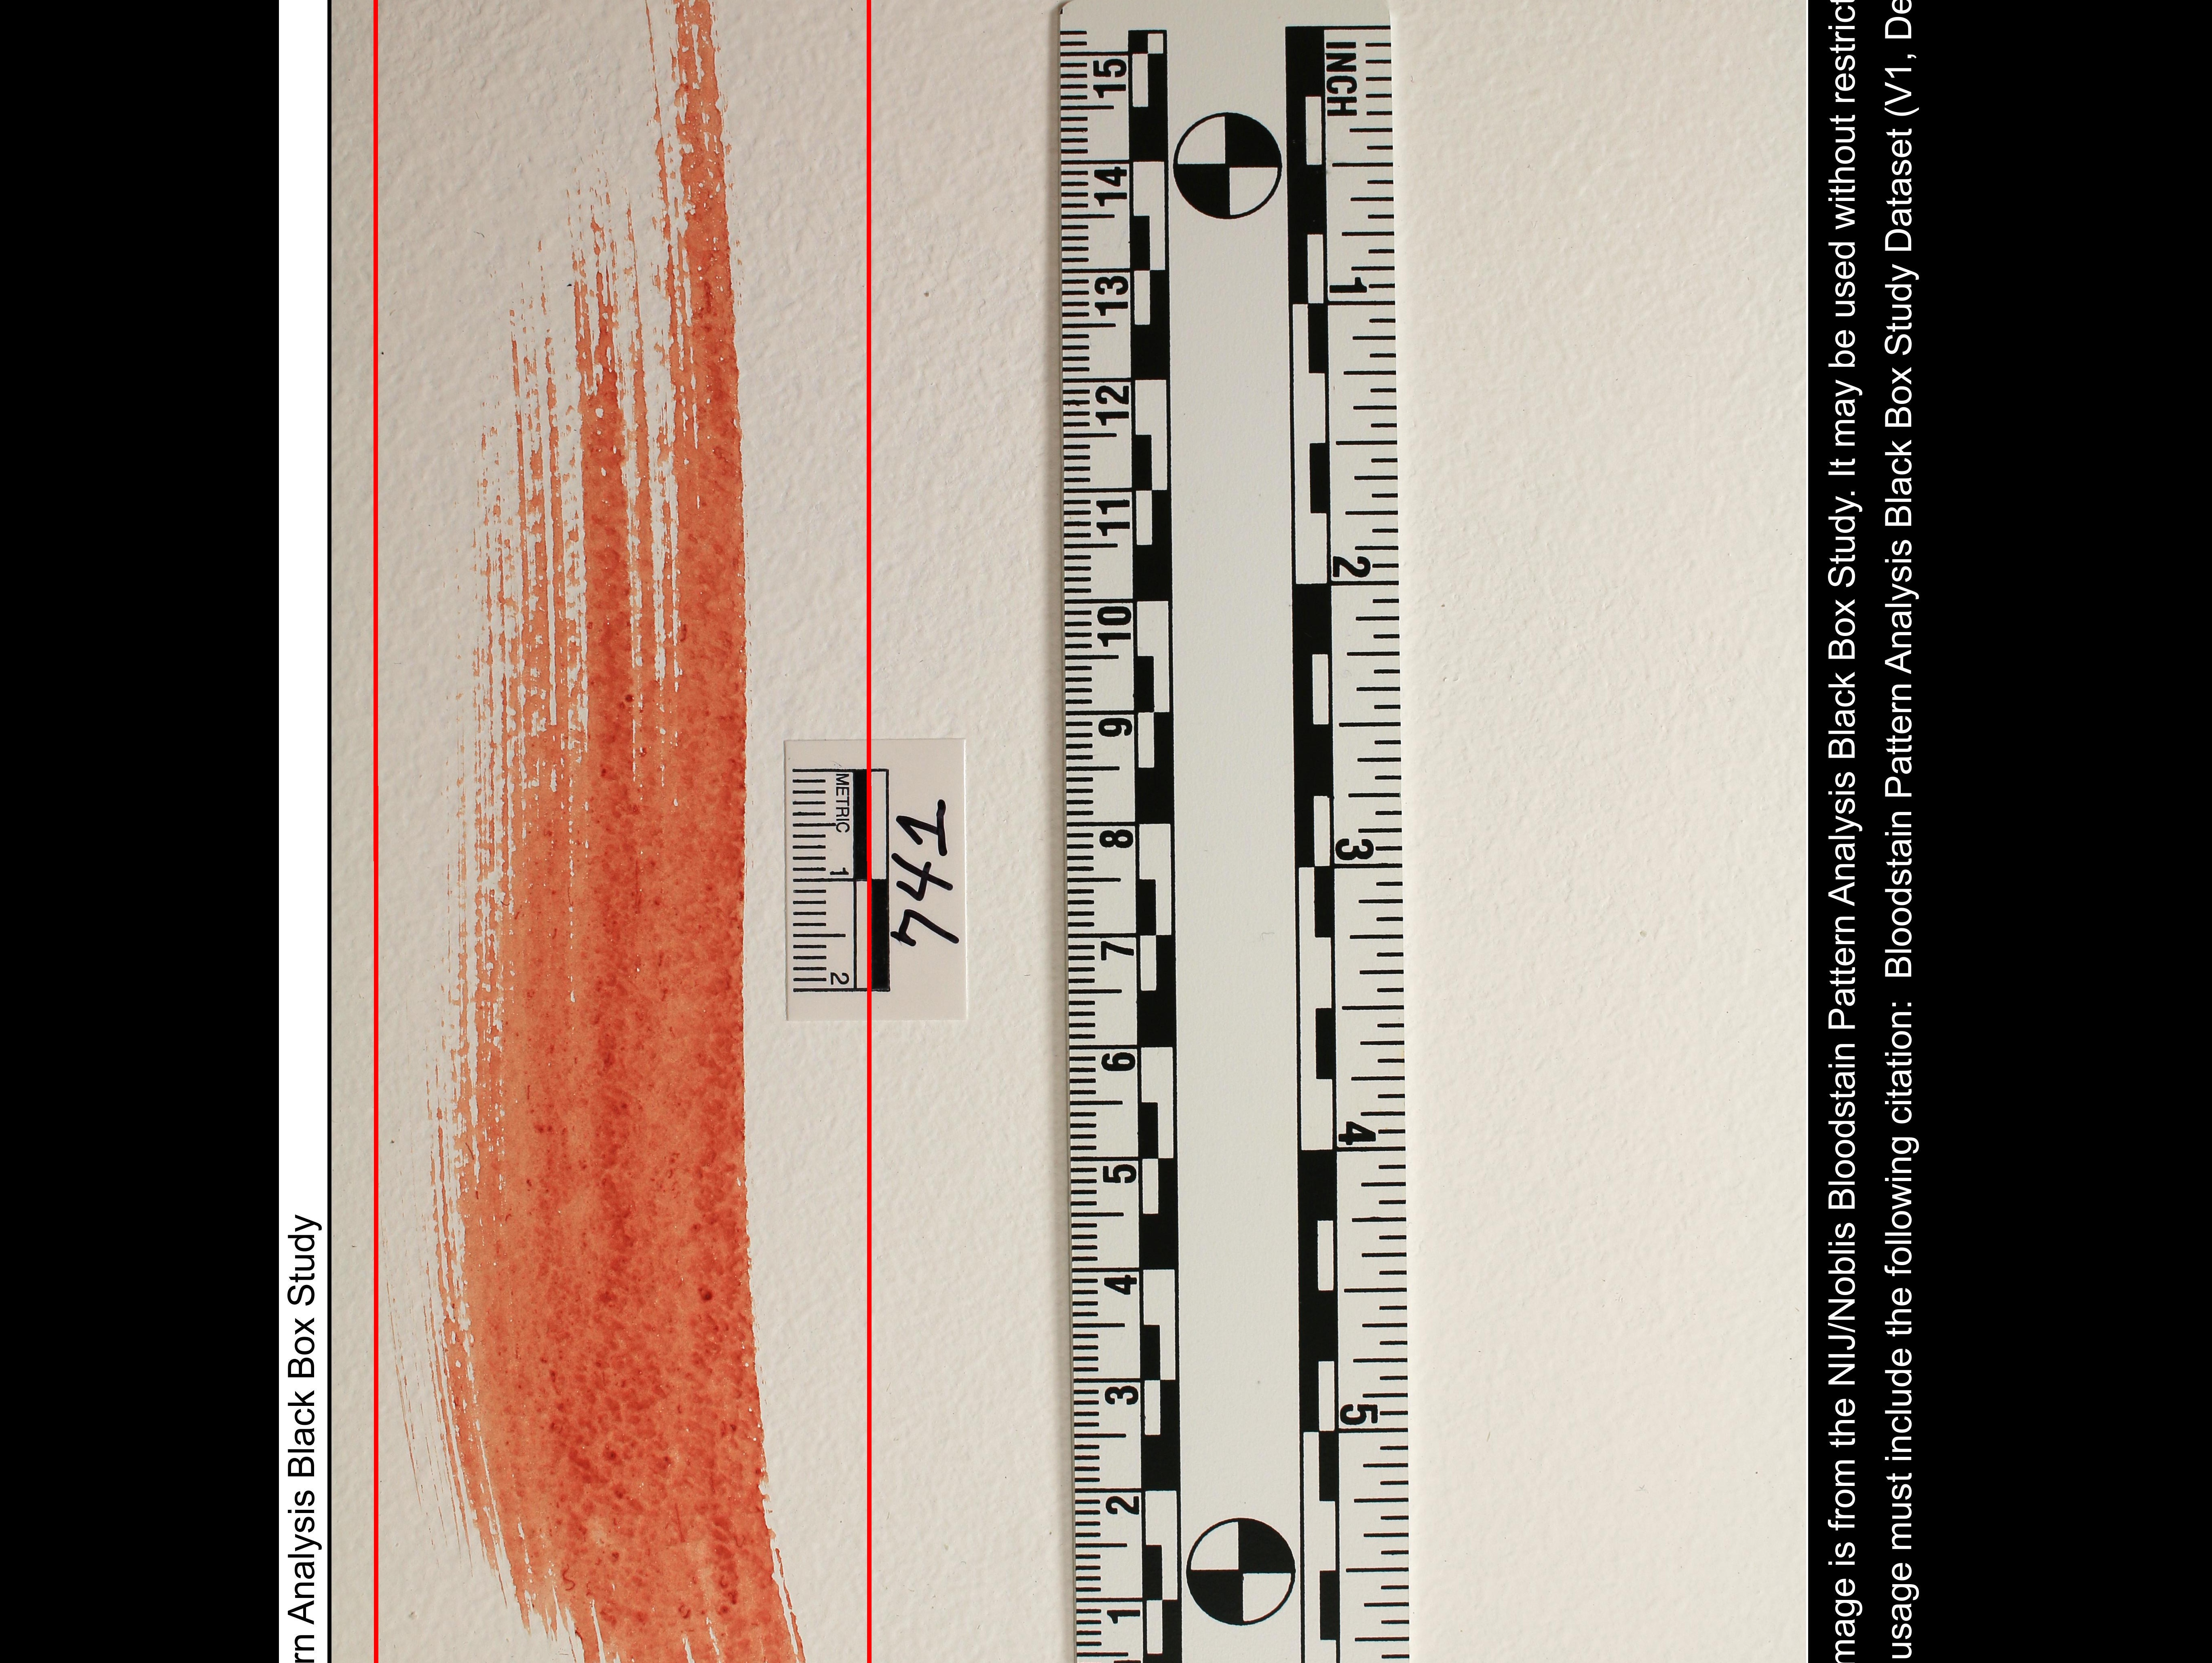 rn Analysis Black Box Study
METRIC 1 2
I44
15 14 13 12 11 10 9 8 7 6 5 4 3 2 1
INCH 1 2 3 4 5
mage is from the NIJ/Noblis Bloodstain Pattern Analysis Black Box Study. It may be used without restrict
usage must include the following citation: Bloodstain Pattern Analysis Black Box Study Dataset (V1, De